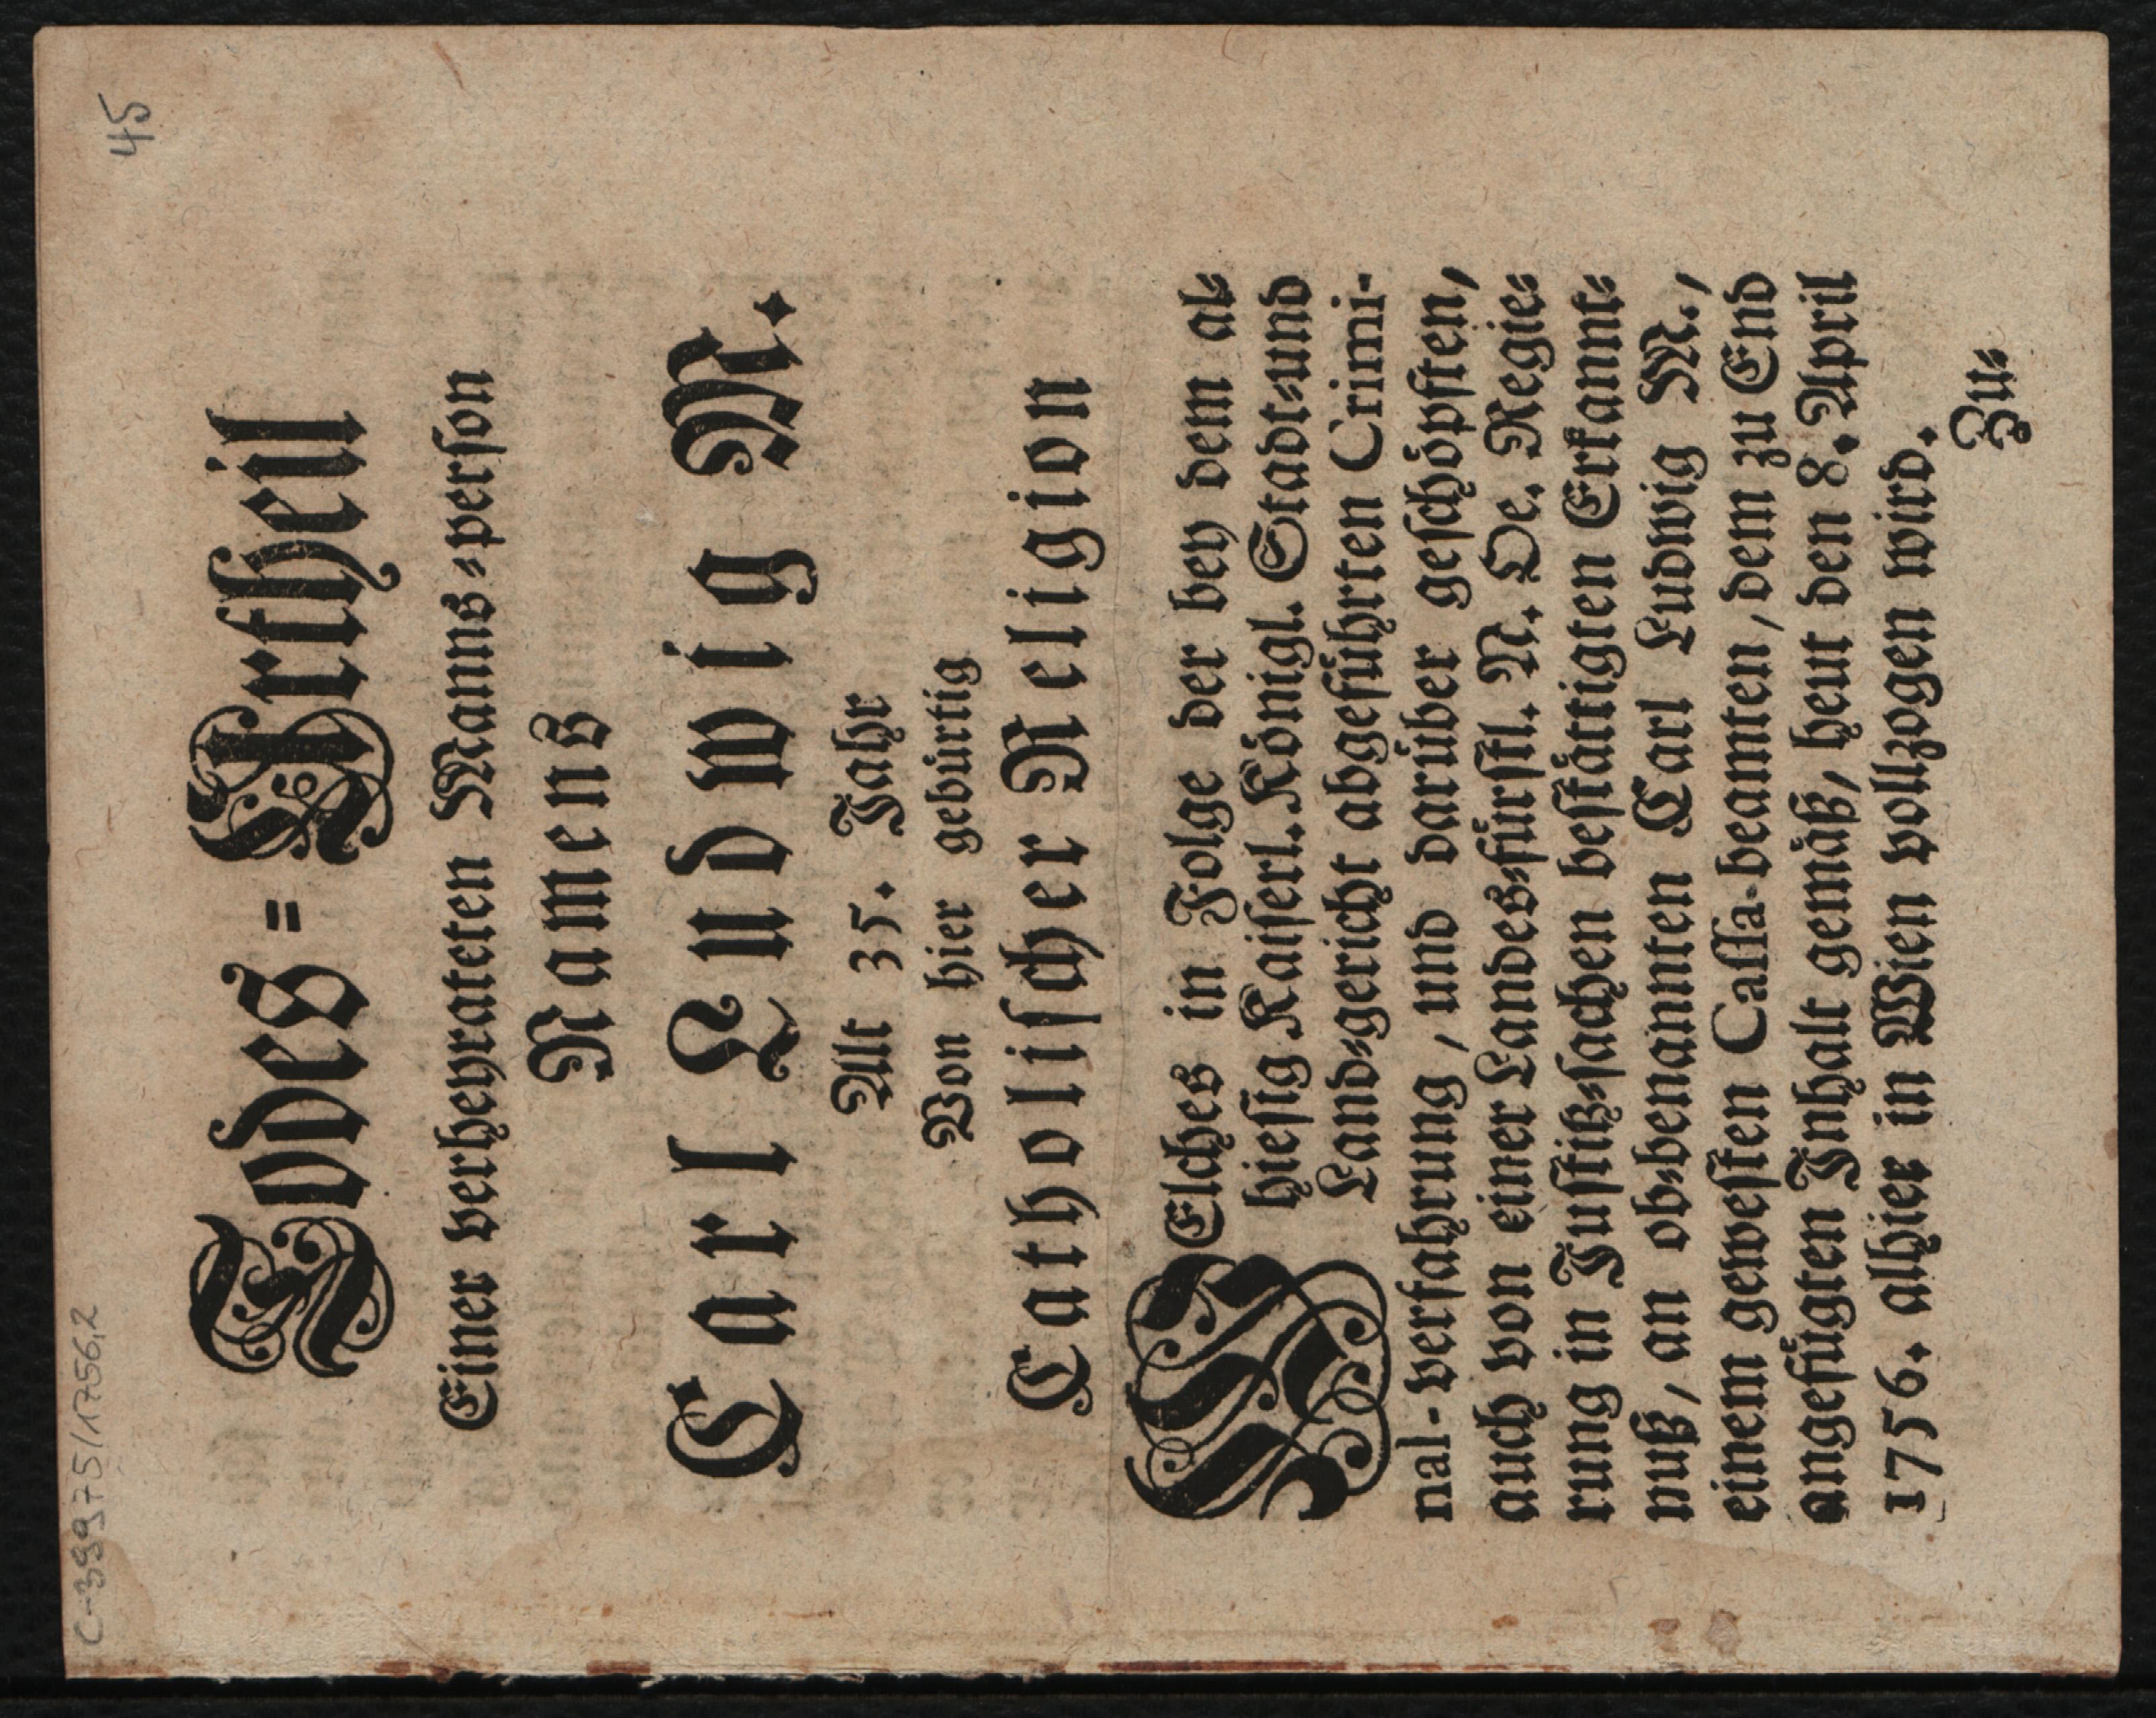 C-399975/1756,2
45
Todes=Urtheil
Einer verheyrateten Manns=person
Namens
Carl Ludwig M.
Alt 35. Jahr
Von hier gebürtig
Catholischer Religion
WElches in Folge der bey dem al=
hiesig Kaiserl. Königl. Stadt=und
Land=gericht abgeführten Crimi-
nal-verfahrung, und darüber geschöpften,
auch von einer Landes=fürstl. N. Oe. Regie=
rung in Justitz=sachen bestättigten Erkannt=
nuß, an ob=benannten Carl Ludwig M.,
einem gewesten Cassa-beamten, dem zu End
angefügten Inhalt gemäß, heut den 8. April
1756. alhier in Wien vollzogen wird.
Zu=